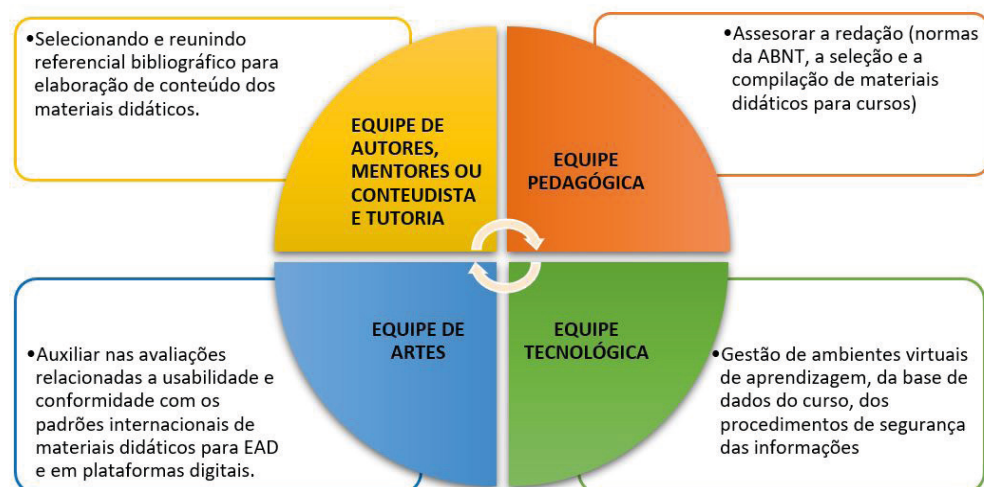 •Selecionando e reunindo
referencial bibliográfico para
elaboração de conteúdo dos
materiais didáticos.
EQUIPE DE
AUTORES,
MENTORES OU
CONTEUDISTA
E TUTORIA
EQUIPE
PEDAGÓGICA
•Assesorar a redação (normas
da ABNT, a seleção e a
compilação de materiais
didáticos para cursos)
•Auxiliar nas avaliações
relacionadas a usabilidade e
conformidade com os
padrões internacionais de
materiais didáticos para EAD
e em plataformas digitais.
EQUIPE DE
ARTES
EQUIPE
TECNOLÓGICA
•Gestão de ambientes virtuais
de aprendizagem, da base de
dados do curso, dos
procedimentos de segurança
das informações